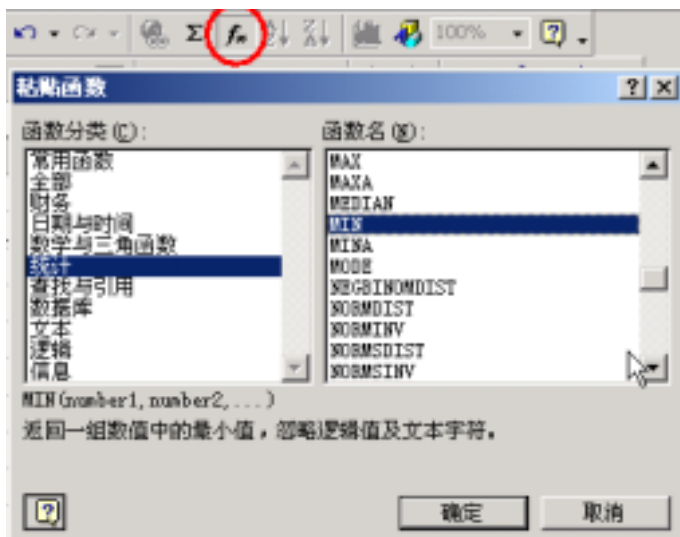 Σ fx 100%
粘贴函数
函数分类(C): 函数名(N):
常用函数
全部
财务
日期与时间
数学与三角函数
统计
查找与引用
数据库
文本
逻辑
信息
MAX
MAXA
MEDIAN
MIN
MINA
MODE
NEGBINOMDIST
NORMDIST
NORMINV
NORMSDIST
NORMSINV
MIN(number1,number2,...)
返回一组数值中的最小值，忽略逻辑值及文本字符。
确定 取消